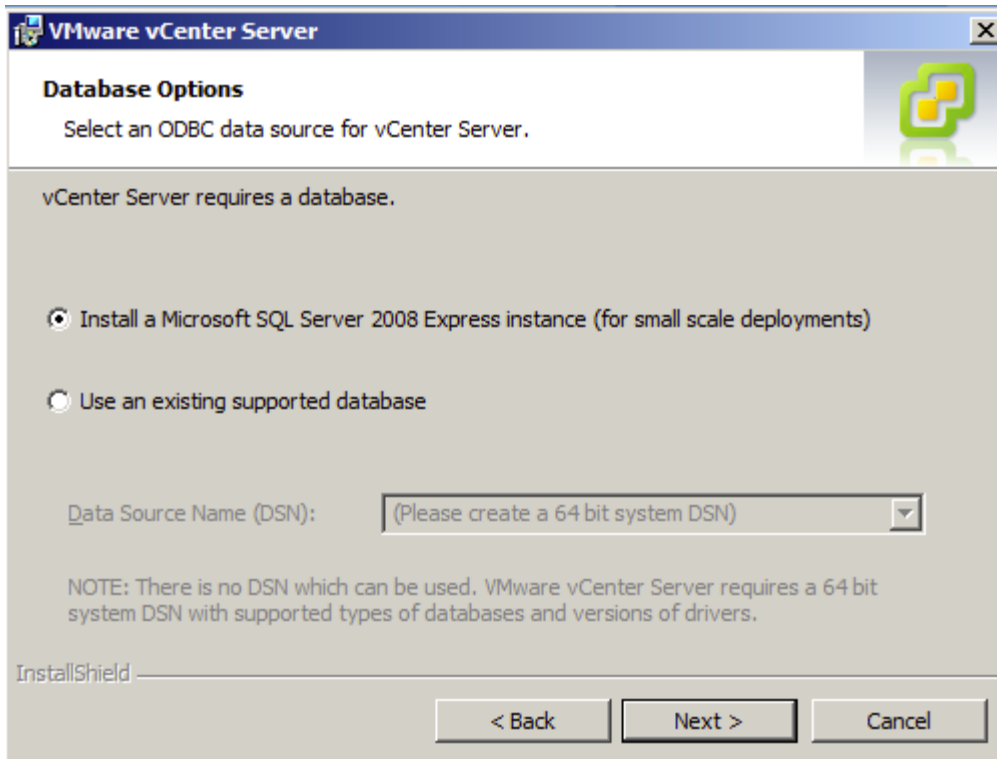 VMware vCenter Server
Database Options
Select an ODBC data source for vCenter Server.
vCenter Server requires a database.
Install a Microsoft SQL Server 2008 Express instance (for small scale deployments)
Use an existing supported database
Data Source Name (DSN): (Please create a 64 bit system DSN)
NOTE: There is no DSN which can be used. VMware vCenter Server requires a 64 bit
system DSN with supported types of databases and versions of drivers.
InstallShield
< Back Next > Cancel